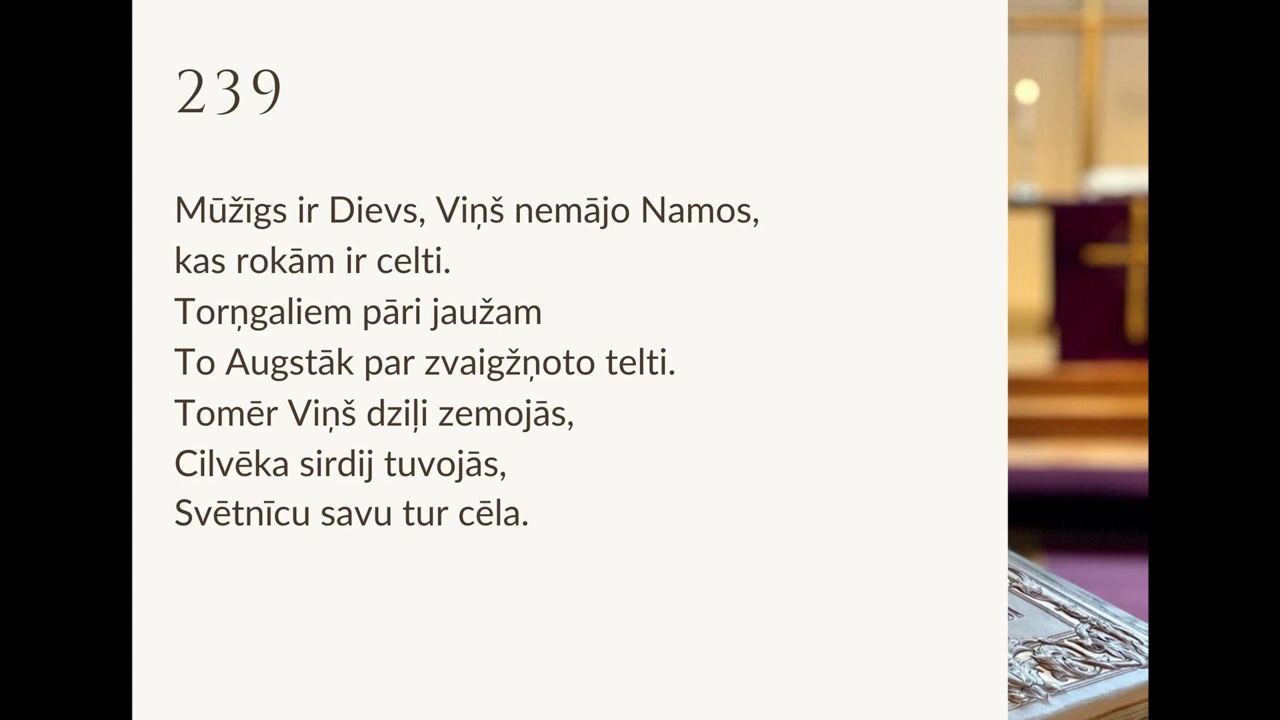 239
Mūžīgs ir Dievs, Viņš nemājo Namos,
kas rokām ir celti.
Torņgaliem pāri jaužam
To Augstāk par zvaigžņoto telti.
Tomēr Viņš dziļi zemojās,
Cilvēka sirdij tuvojās,
Svētnīcu savu tur cēla.